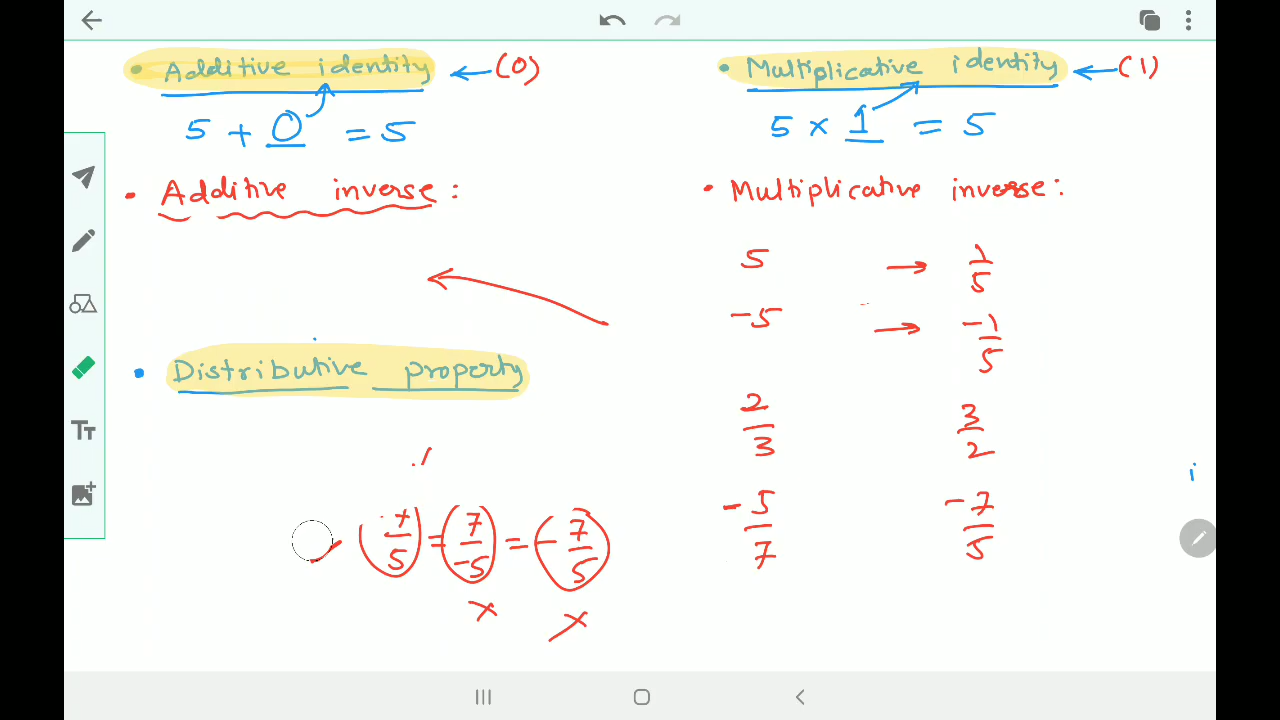 • Additive identity ← (0)
5 + 0 = 5
• Additive inverse :
• Distributive property
7/5 = 7/-5 = -7/5
x x
• Multiplicative identity ← (1)
5 x 1 = 5
• Multiplicative inverse :
5 → 1/5
-5 → -1/5
2/3 3/2
-5/7 -7/5
i
Tт